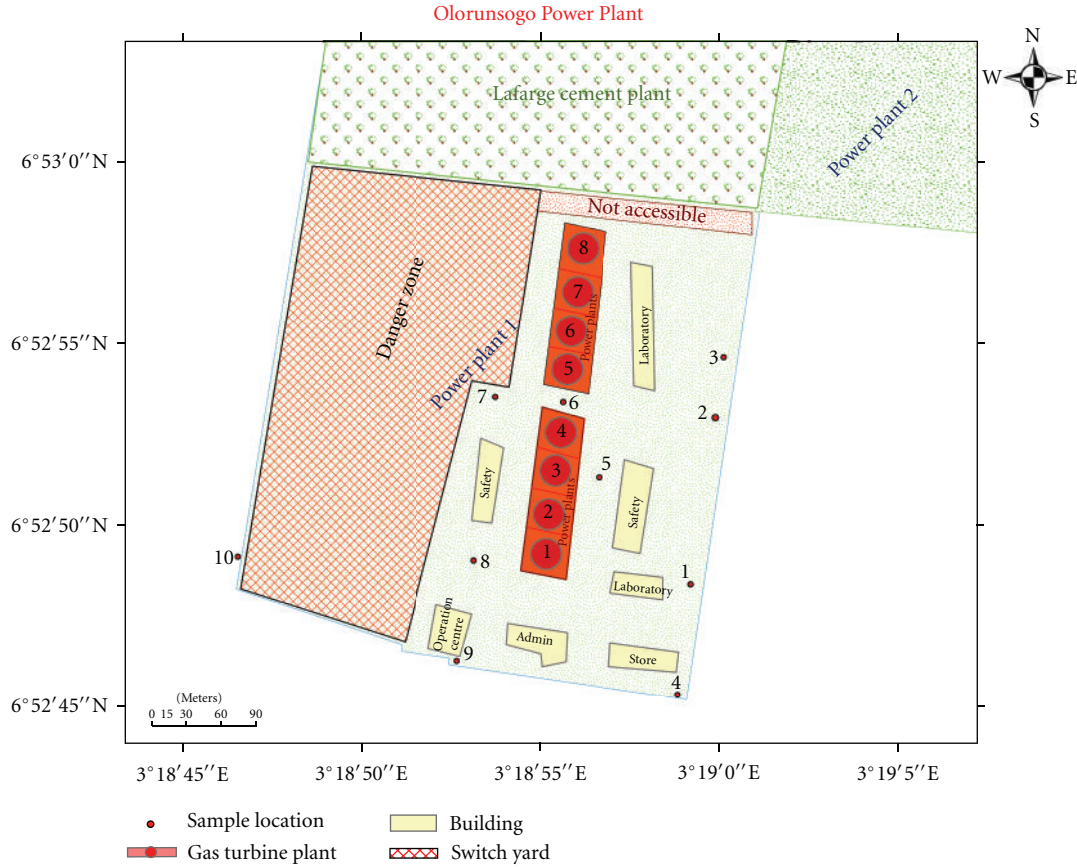 Olorunsogo Power Plant
N
W E
S
Lafarge cement plant
Power plant 2
6°53′0′′N
Not accessible
8
7
6
5
Power plants
Laboratory
Danger zone
Power plant 1
6°52′55′′N
3
2
7
6
4
3
2
1
Power plants
5
Safety
Safety
6°52′50′′N
10
8
1
Laboratory
Operation
centre
Admin
Store
9
4
6°52′45′′N
(Meters)
0 15 30 60 90
3°18′45′′E 3°18′50′′E 3°18′55′′E 3°19′0′′E 3°19′5′′E
Sample location
Building
Gas turbine plant
Switch yard